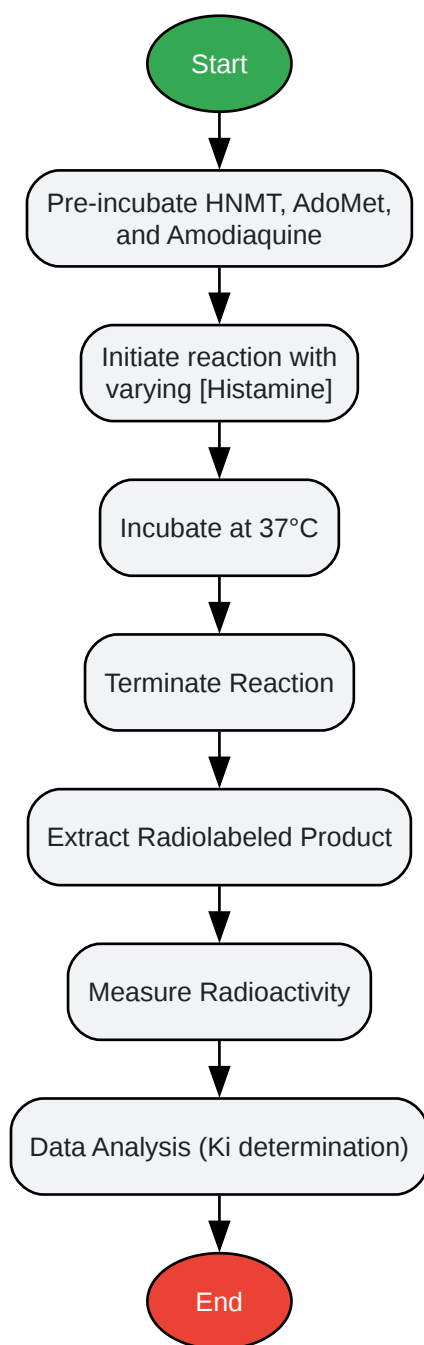 Start
Pre-incubate HNMT, AdoMet,
and Amodiaquine
Initiate reaction with
varying [Histamine]
Incubate at 37°C
Terminate Reaction
Extract Radiolabeled Product
Measure Radioactivity
Data Analysis (Ki determination)
End